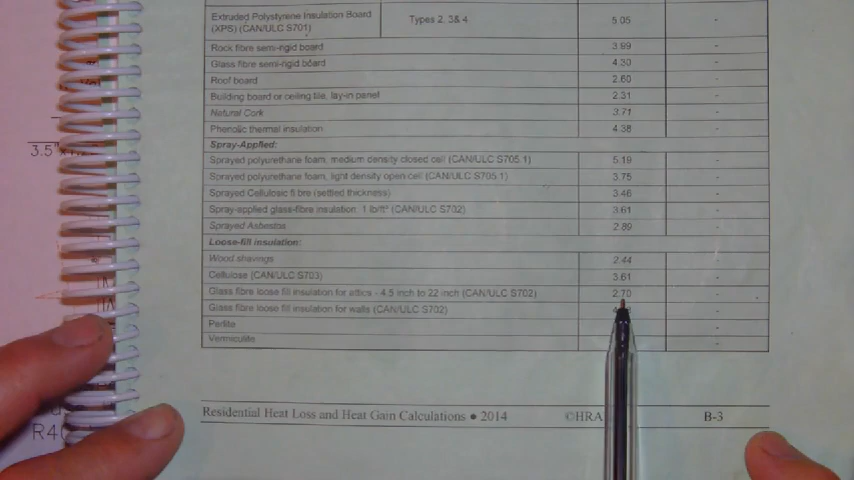 Extruded Polystyrene Insulation Board (XPS) (CAN/ULC S701) Types 2, 3& 4 5.05 -
Rock fibre semi-rigid board 3.99 -
Glass fibre semi-rigid board 4.30 -
Roof board 2.60 -
Building board or ceiling tile, lay-in panel 2.31 -
Natural Cork 3.71 -
Phenolic thermal insulation 4.38 -
Spray-Applied:
Sprayed polyurethane foam, medium density closed cell (CAN/ULC S705.1) 5.19 -
Sprayed polyurethane foam, light density open cell (CAN/ULC S705.1) 3.75 -
Sprayed Cellulosic fibre (settled thickness) 3.46 -
Spray-applied glass-fibre insulation, 1 lb/ft³ (CAN/ULC S702) 3.61 -
Sprayed Asbestos 2.89 -
Loose-fill insulation:
Wood shavings 2.44 -
Cellulose (CAN/ULC S703) 3.61 -
Glass fibre loose fill insulation for attics - 4.5 inch to 22 inch (CAN/ULC S702) 2.70 -
Glass fibre loose fill insulation for walls (CAN/ULC S702) -
Perlite -
Vermiculite -
Residential Heat Loss and Heat Gain Calculations ● 2014 ©HRA B-3
3.5"
R40